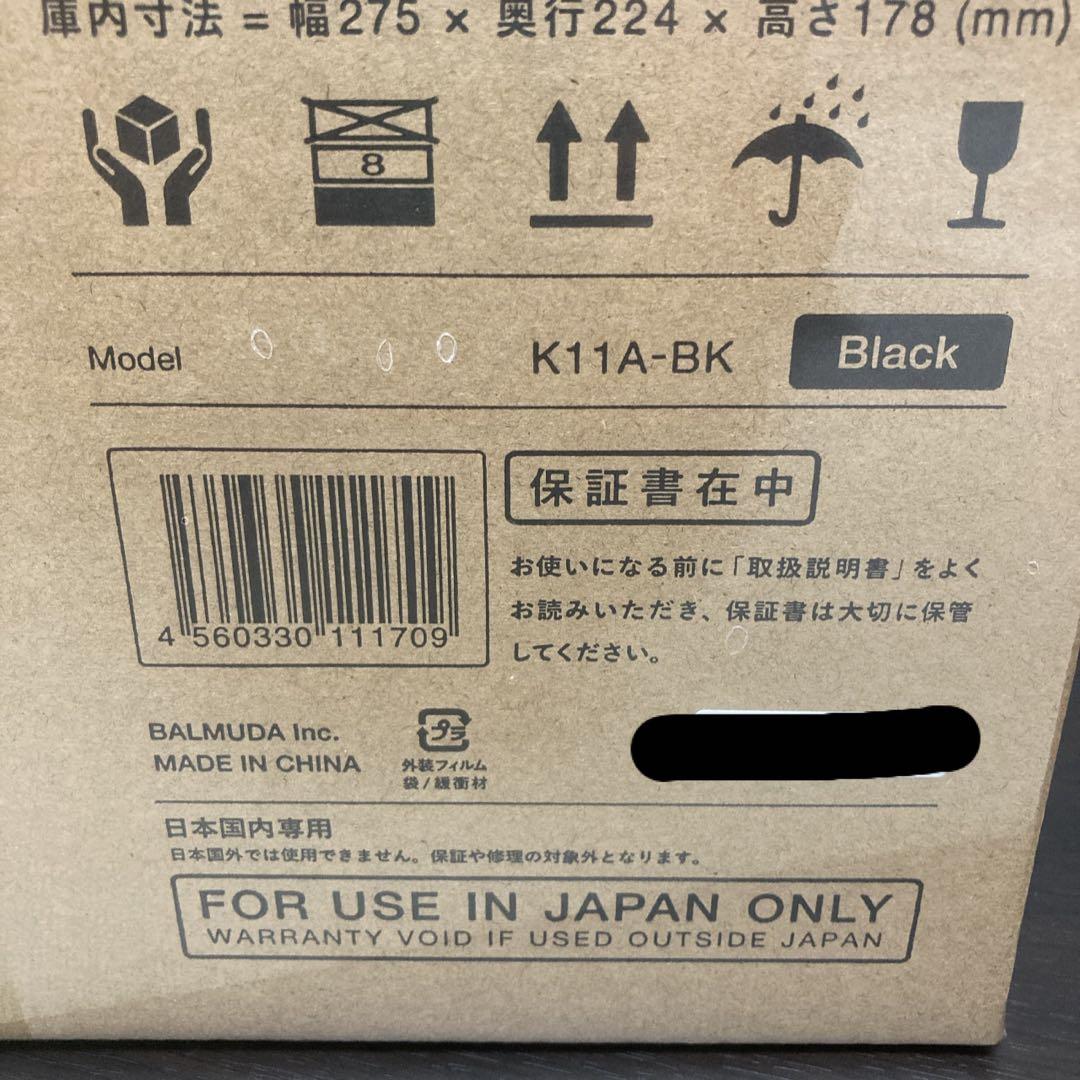 庫内寸法 = 幅275 × 奥行224 × 高さ178 (mm)
8
Model K11A-BK Black
4 560330 111709
保証書在中
お使いになる前に「取扱説明書」をよく
お読みいただき、保証書は大切に保管
してください。
BALMUDA Inc.
MADE IN CHINA
プラ
外装フィルム
袋/緩衝材
日本国内専用
日本国外では使用できません。保証や修理の対象外となります。
FOR USE IN JAPAN ONLY
WARRANTY VOID IF USED OUTSIDE JAPAN